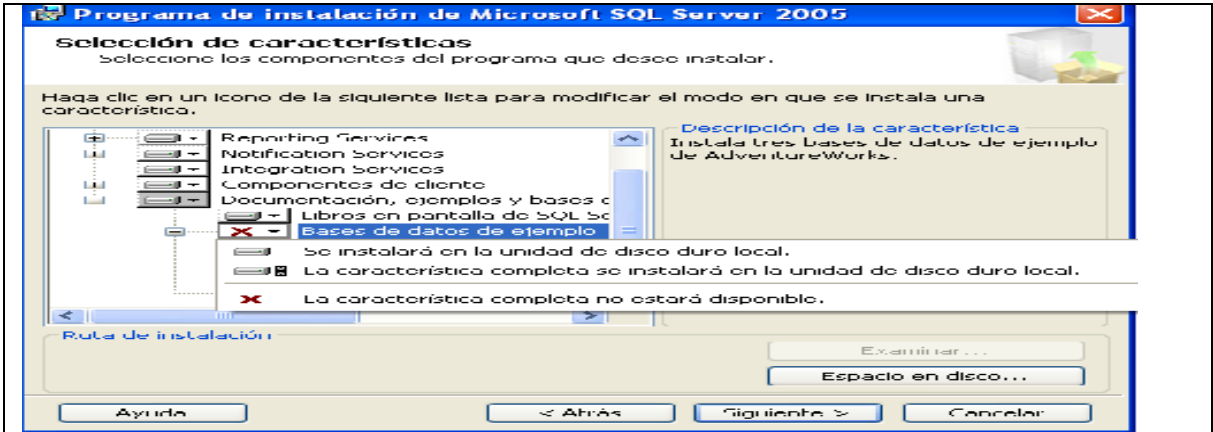 Programa de instalación de Microsoft SQL Server 2005
Selección de características
Seleccione los componentes del programa que desee instalar.
Haga clic en un icono de la siguiente lista para modificar el modo en que se instala una
característica.
Reporting Services
Notification Services
Integration Services
Componentes de cliente
Documentación, ejemplos y bases d
Libros en pantalla de SQL Se
Bases de datos de ejemplo
Se instalará en la unidad de disco duro local.
La característica completa se instalará en la unidad de disco duro local.
La característica completa no estará disponible.
Descripción de la característica
Instala tres bases de datos de ejemplo
de AdventureWorks.
Ruta de instalación
Examinar...
Espacio en disco...
Ayuda
< Atrás
Siguiente >
Cancelar